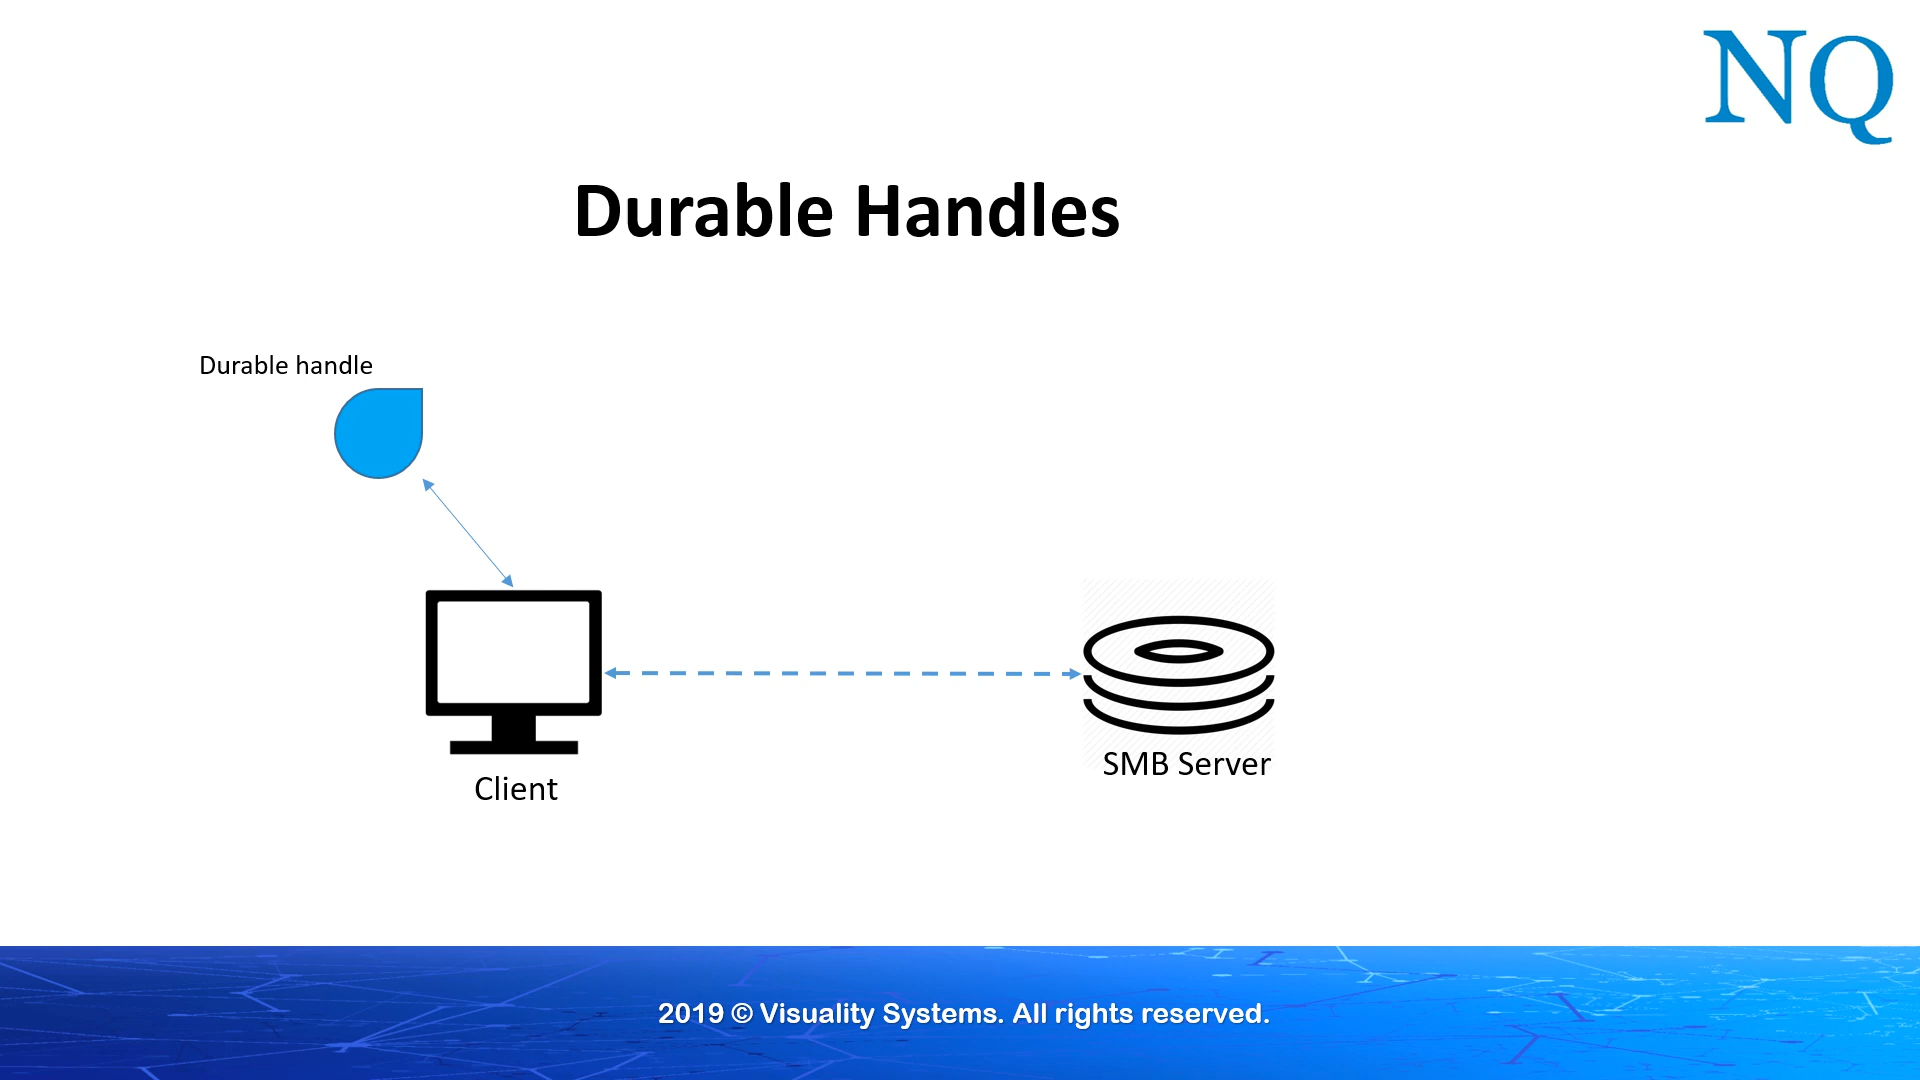 NQ
Durable Handles
Durable handle
Client
SMB Server
2019 © Visuality Systems. All rights reserved.